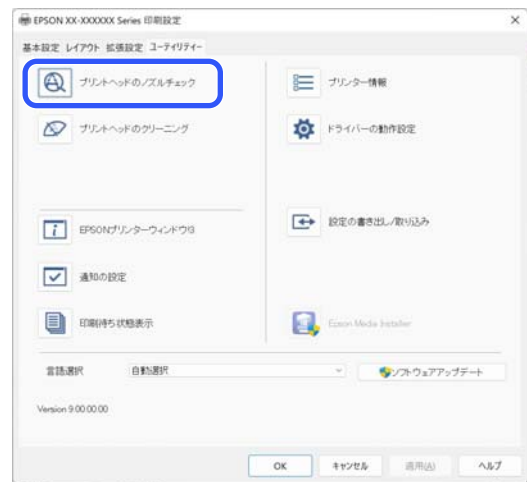 EPSON XX-XXXXXX Series 印刷設定
基本設定 レイアウト 拡張設定 ユーティリティー
プリントヘッドのノズルチェック
プリンター情報
プリントヘッドのクリーニング
ドライバーの動作設定
EPSONプリンターウィンドウ!3
設定の書き出し/取り込み
通知の設定
印刷待ち状態表示
Epson Media Installer
言語選択 自動選択
ソフトウェアアップデート
Version 9.00.00.00
OK キャンセル 適用(A) ヘルプ